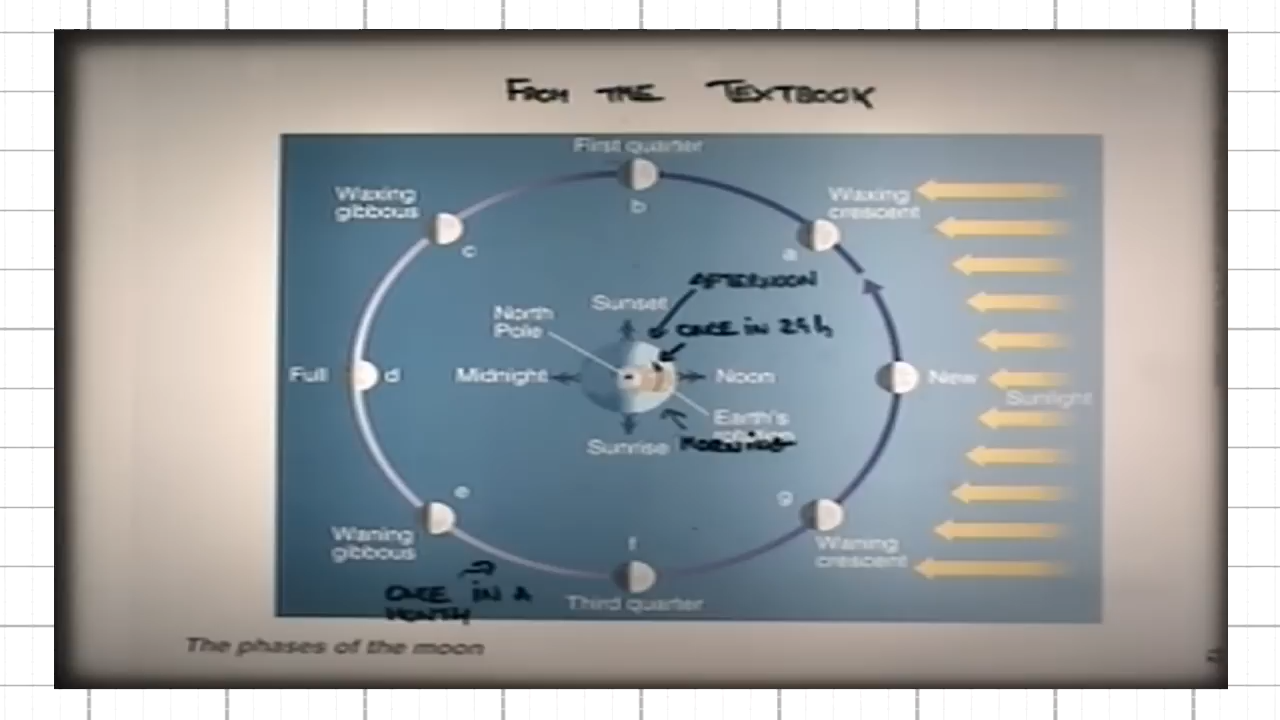 FROM THE TEXTBOOK
First quarter
Waxing
gibbous
Waxing
crescent
b
c
a
AFTERNOON
Sunset
North
Pole
ONCE IN 24 h
Full
d
Midnight
Noon
New
Sunlight
Earth's
rotation
Sunrise
MORNING
e
g
Waning
gibbous
f
Waning
crescent
ONCE IN A
MONTH
Third quarter
The phases of the moon